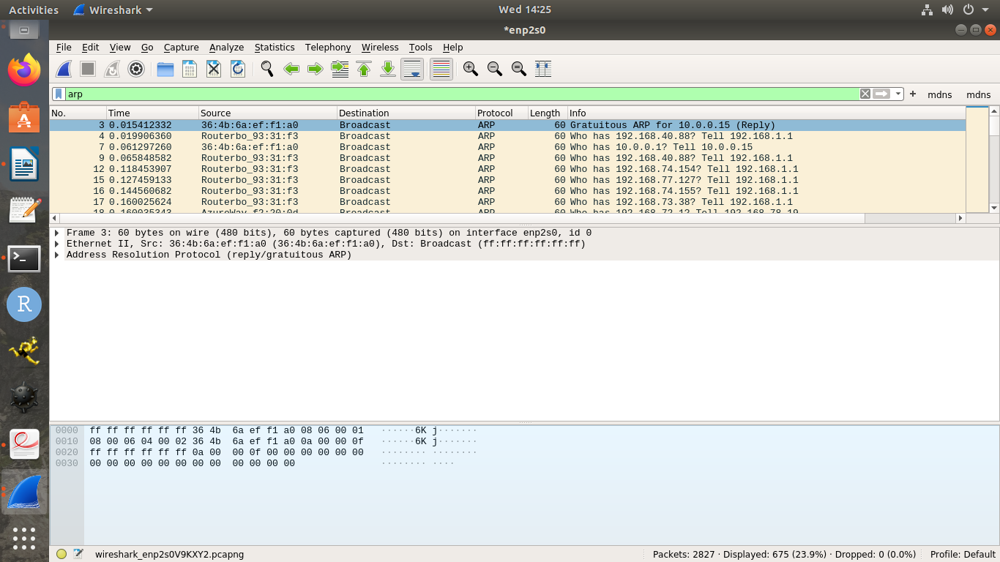 Activities Wireshark Wed 14:25
*enp2s0
File Edit View Go Capture Analyze Statistics Telephony Wireless Tools Help
arp + mdns mdns
No. Time Source Destination Protocol Length Info
3 0.015412332 36:4b:6a:ef:f1:a0 Broadcast ARP 60 Gratuitous ARP for 10.0.0.15 (Reply)
4 0.019906360 Routerbo_93:31:f3 Broadcast ARP 60 Who has 192.168.40.88? Tell 192.168.1.1
7 0.061297260 36:4b:6a:ef:f1:a0 Broadcast ARP 60 Who has 10.0.0.1? Tell 10.0.0.15
9 0.065848582 Routerbo_93:31:f3 Broadcast ARP 60 Who has 192.168.40.88? Tell 192.168.1.1
12 0.118453907 Routerbo_93:31:f3 Broadcast ARP 60 Who has 192.168.74.154? Tell 192.168.1.1
15 0.127459133 Routerbo_93:31:f3 Broadcast ARP 60 Who has 192.168.77.127? Tell 192.168.1.1
16 0.144560682 Routerbo_93:31:f3 Broadcast ARP 60 Who has 192.168.74.155? Tell 192.168.1.1
17 0.160025624 Routerbo_93:31:f3 Broadcast ARP 60 Who has 192.168.73.38? Tell 192.168.1.1
Broadcast ARP 60 Who has
Frame 3: 60 bytes on wire (480 bits), 60 bytes captured (480 bits) on interface enp2s0, id 0
Ethernet II, Src: 36:4b:6a:ef:f1:a0 (36:4b:6a:ef:f1:a0), Dst: Broadcast (ff:ff:ff:ff:ff:ff)
Address Resolution Protocol (reply/gratuitous ARP)
0000 ff ff ff ff ff ff 36 4b 6a ef f1 a0 08 06 00 01 ······6K j·······
0010 08 00 06 04 00 02 36 4b 6a ef f1 a0 0a 00 00 0f ······6K j·······
0020 ff ff ff ff ff ff 0a 00 00 0f 00 00 00 00 00 00 ········ ········
0030 00 00 00 00 00 00 00 00 00 00 00 00 ········ ····
wireshark_enp2s0V9KXY2.pcapng Packets: 2827 · Displayed: 675 (23.9%) · Dropped: 0 (0.0%) Profile: Default